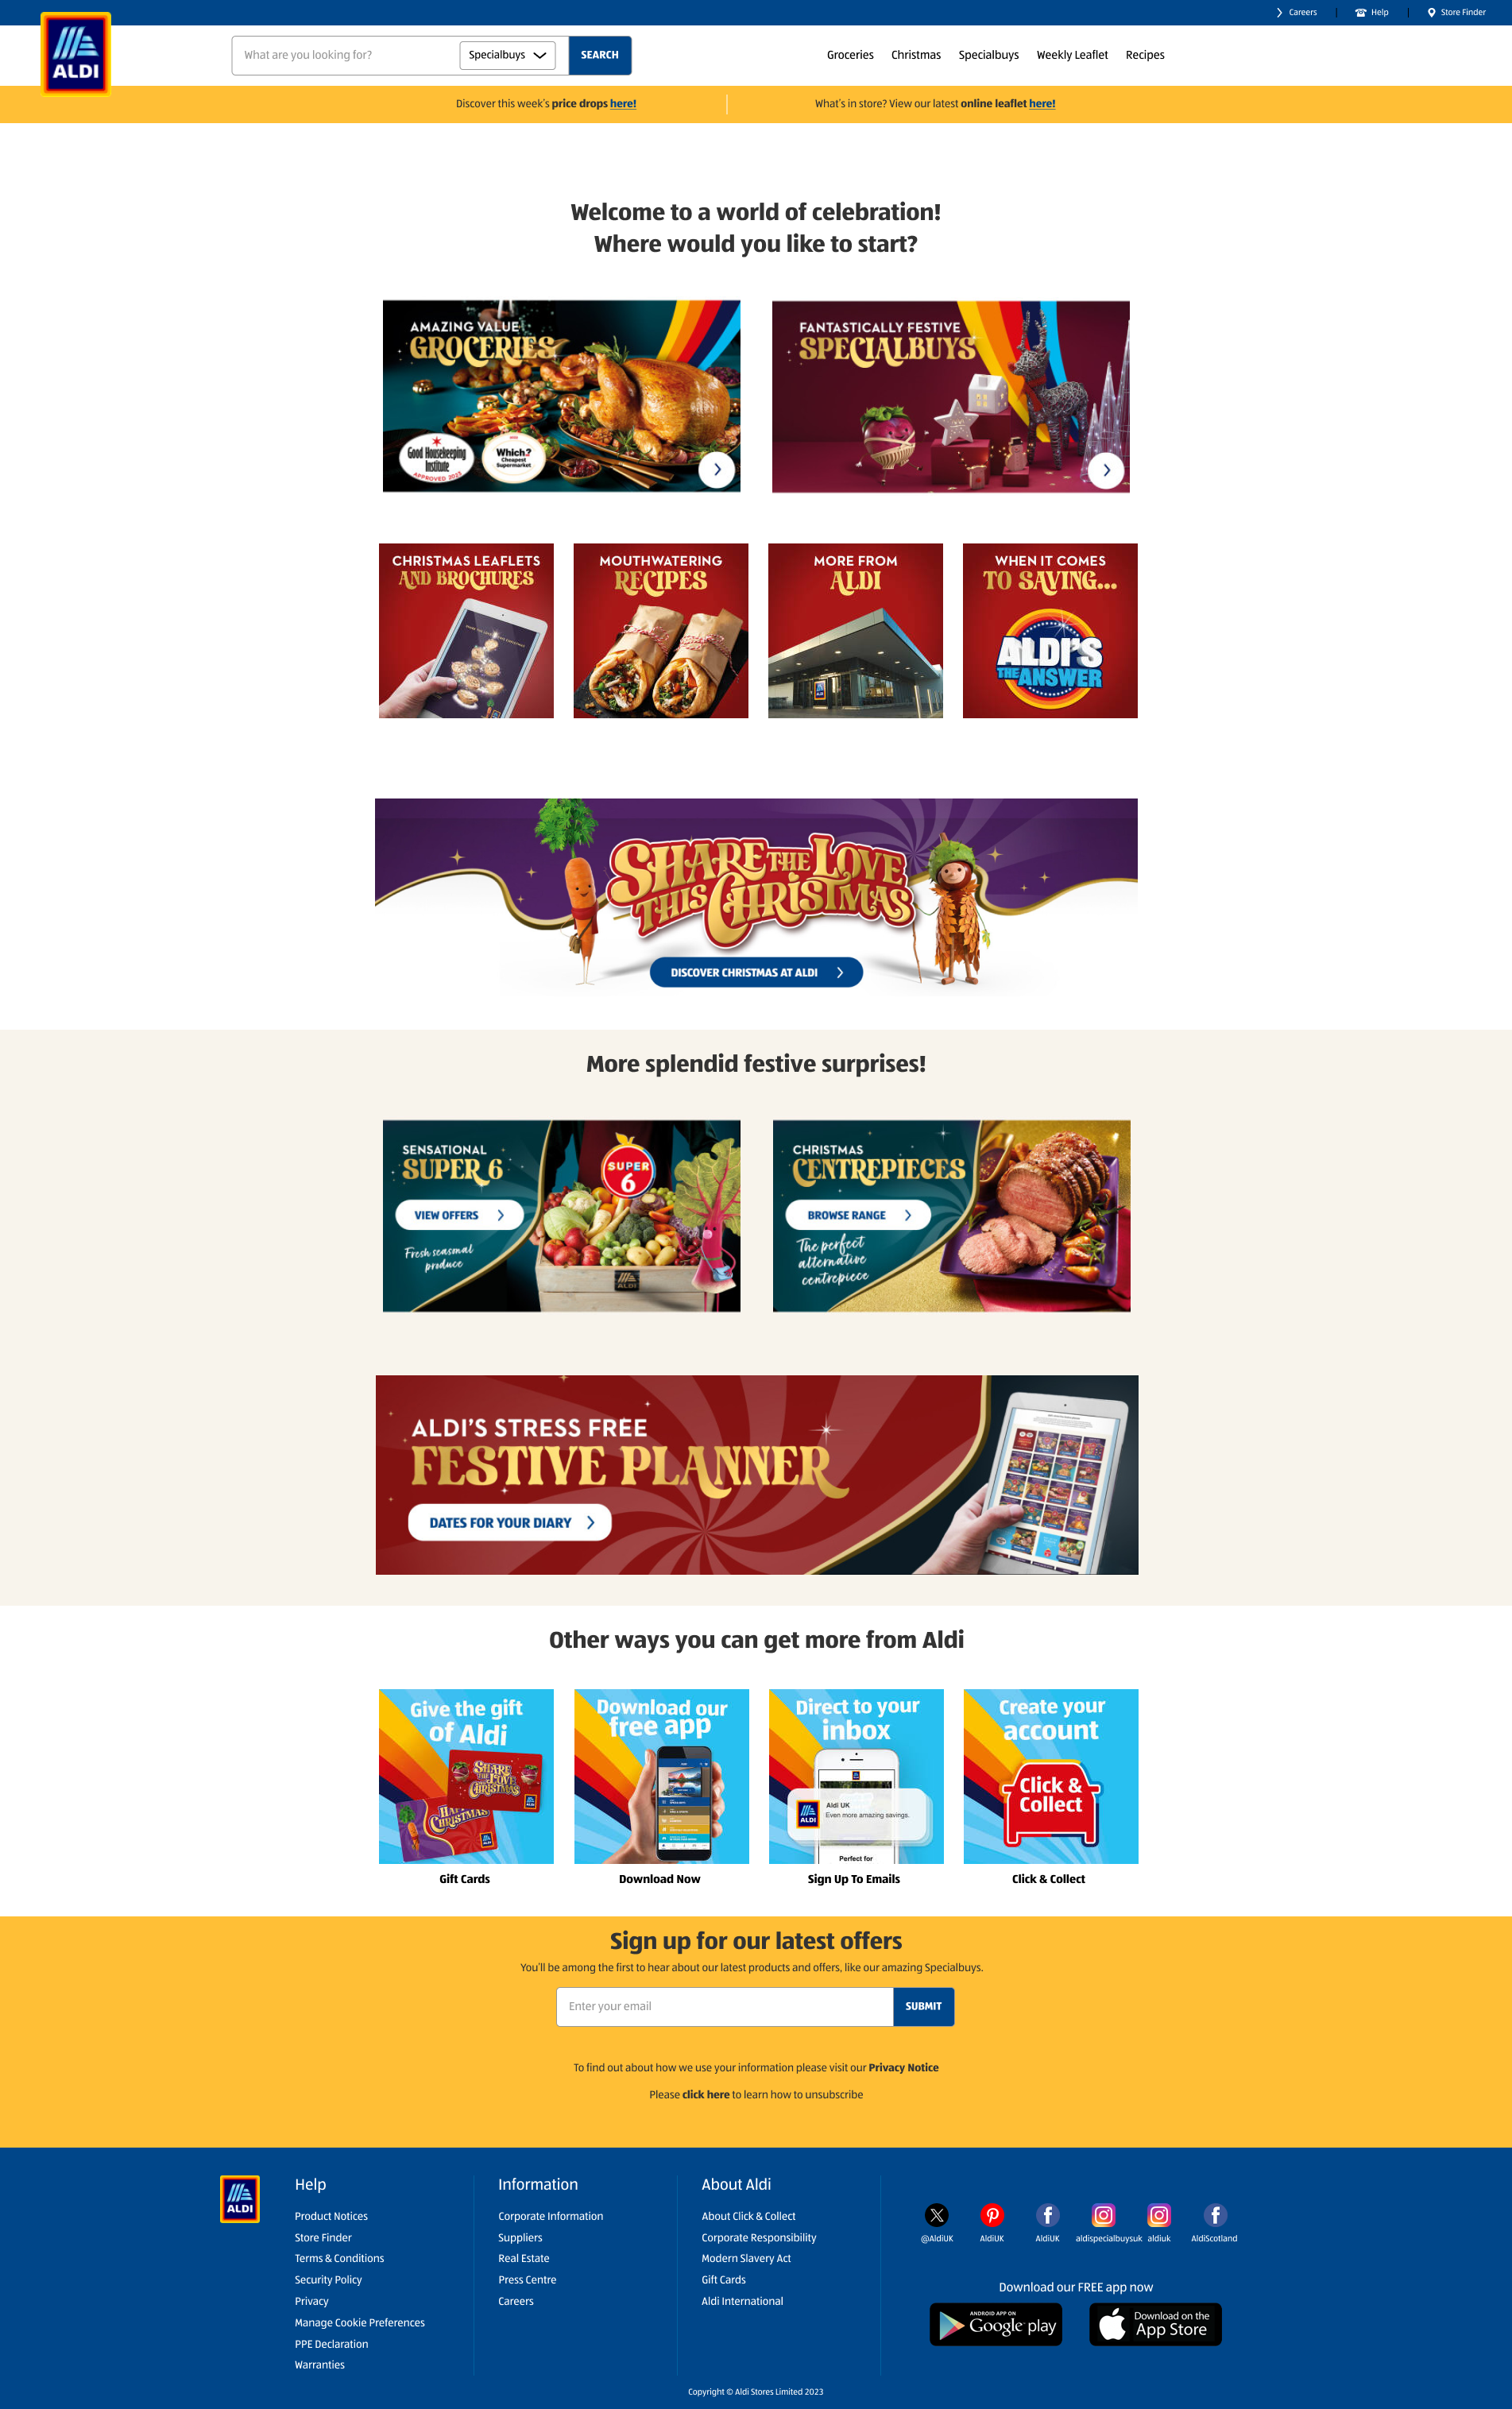 Careers
Help
Store Finder
ALDI
What are you looking for?
Specialbuys
SEARCH
Groceries
Christmas
Specialbuys
Weekly Leaflet
Recipes
Discover this week's price drops here!
What's in store? View our latest online leaflet here!
Welcome to a world of celebration!
Where would you like to start?
AMAZING VALUE
GROCERIES
Good Housekeeping
Institute
APPROVED 2023
Which?
Cheapest
Supermarket
FANTASTICALLY FESTIVE
SPECIALBUYS
CHRISTMAS LEAFLETS
AND BROCHURES
MOUTHWATERING
RECIPES
MORE FROM
ALDI
ALDI
WHEN IT COMES
TO SAVING...
ALDI'S
THE ANSWER
SHARE THE LOVE
THIS CHRISTMAS
DISCOVER CHRISTMAS AT ALDI
More splendid festive surprises!
SENSATIONAL
SUPER 6
VIEW OFFERS
Fresh seasonal
produce
SUPER
6
ALDI
CHRISTMAS
CENTREPIECES
BROWSE RANGE
The perfect
alternative
centrepiece
ALDI'S STRESS FREE
FESTIVE PLANNER
DATES FOR YOUR DIARY
Other ways you can get more from Aldi
Give the gift
of Aldi
SHARE
THE LOVE
THIS CHRISTMAS
CHRISTMAS
Gift Cards
Download our
free app
Download Now
Direct to your
inbox
ALDI
Aldi UK
Even more amazing savings.
Perfect for
Sign Up To Emails
Create your
account
Click &
Collect
Click & Collect
Sign up for our latest offers
You'll be among the first to hear about our latest products and offers, like our amazing Specialbuys.
Enter your email
SUBMIT
To find out about how we use your information please visit our Privacy Notice
Please click here to learn how to unsubscribe
ALDI
Help
Product Notices
Store Finder
Terms & Conditions
Security Policy
Privacy
Manage Cookie Preferences
PPE Declaration
Warranties
Information
Corporate Information
Suppliers
Real Estate
Press Centre
Careers
About Aldi
About Click & Collect
Corporate Responsibility
Modern Slavery Act
Gift Cards
Aldi International
@AldiUK
AldiUK
AldiUK
aldispecialbuysuk
aldiuk
AldiScotland
Download our FREE app now
ANDROID APP ON
Google play
Download on the
App Store
Copyright © Aldi Stores Limited 2023